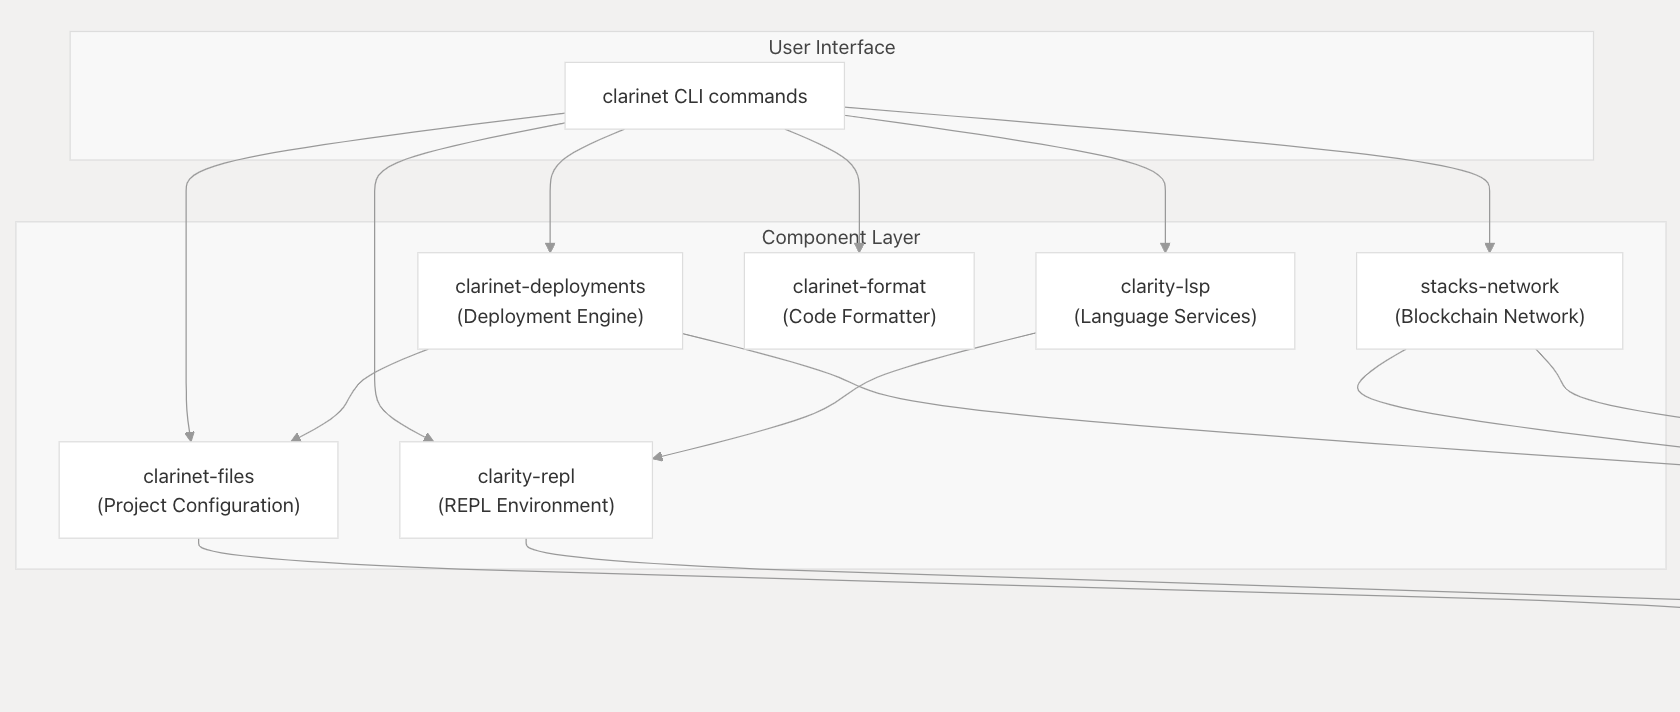 User Interface
clarinet CLI commands
Component Layer
clarinet-deployments
(Deployment Engine)
clarinet-format
(Code Formatter)
clarity-lsp
(Language Services)
stacks-network
(Blockchain Network)
clarinet-files
(Project Configuration)
clarity-repl
(REPL Environment)